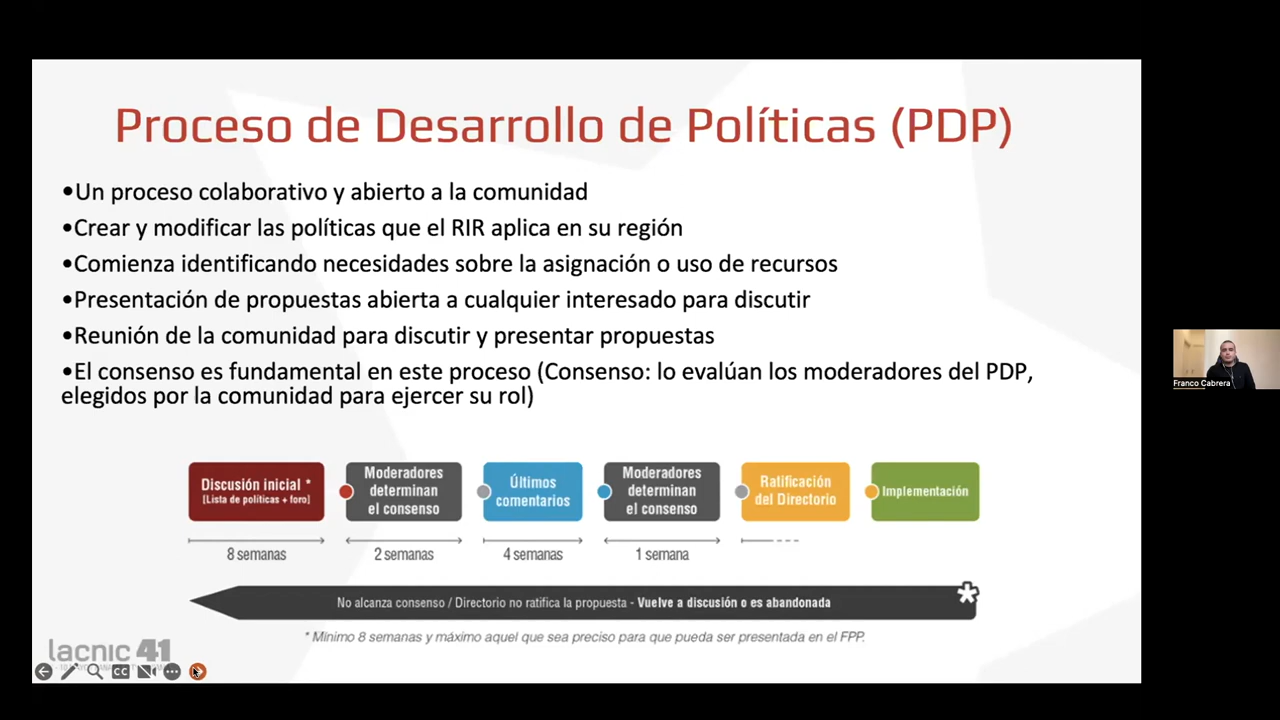 Proceso de Desarrollo de Políticas (PDP)
•Un proceso colaborativo y abierto a la comunidad
•Crear y modificar las políticas que el RIR aplica en su región
•Comienza identificando necesidades sobre la asignación o uso de recursos
•Presentación de propuestas abierta a cualquier interesado para discutir
•Reunión de la comunidad para discutir y presentar propuestas
•El consenso es fundamental en este proceso (Consenso: lo evalúan los moderadores del PDP,
elegidos por la comunidad para ejercer su rol)
Discusión inicial *
[Lista de políticas + foro]
Moderadores
determinan
el consenso
Últimos
comentarios
Moderadores
determinan
el consenso
Ratificación
del Directorio
Implementación
8 semanas
2 semanas
4 semanas
1 semana
No alcanza consenso / Directorio no ratifica la propuesta - Vuelve a discusión o es abandonada
*
* Mínimo 8 semanas y máximo aquel que sea preciso para que pueda ser presentada en el FPP.
lacnic 41
CC
Franco Cabrera